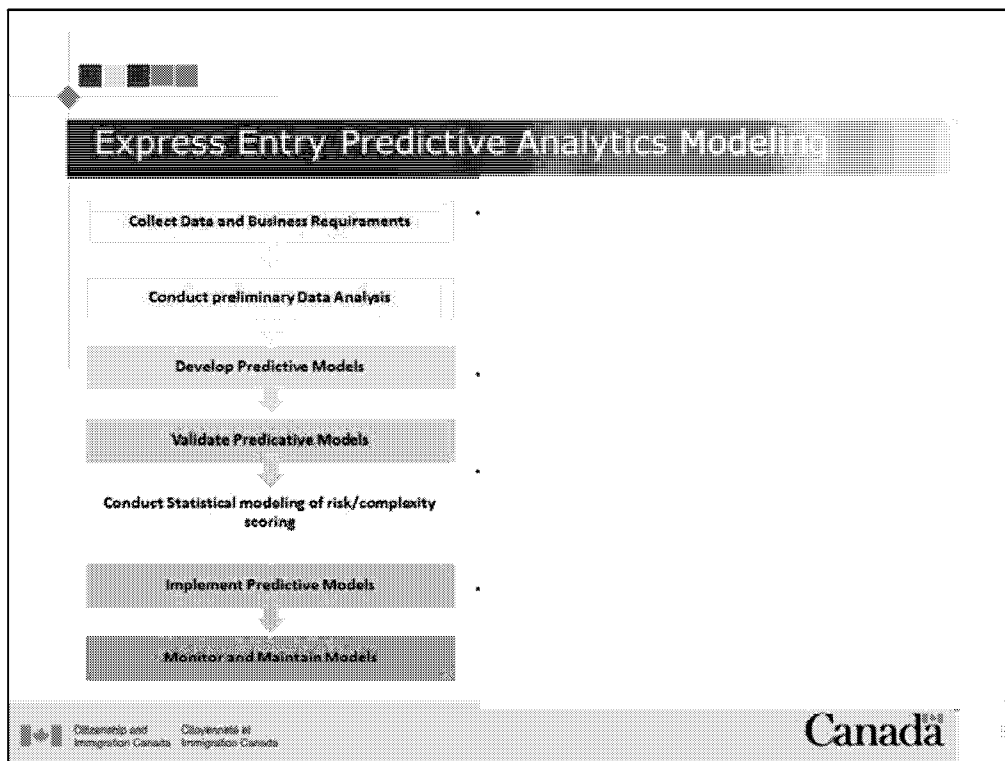 Express Entry Predictive Analytics Modeling
Collect Data and Business Requiraments
Conduct preliminary Data Analysis
Develop Predictive Models
Validate Predicative Models
Conduct Statistical modeling of risk/complexity
scoring
Implement Predictive Models
Monitor and Maintain Models
Citizenship and Citoyenneté et
Immigration Canada Immigration Canada
Canada